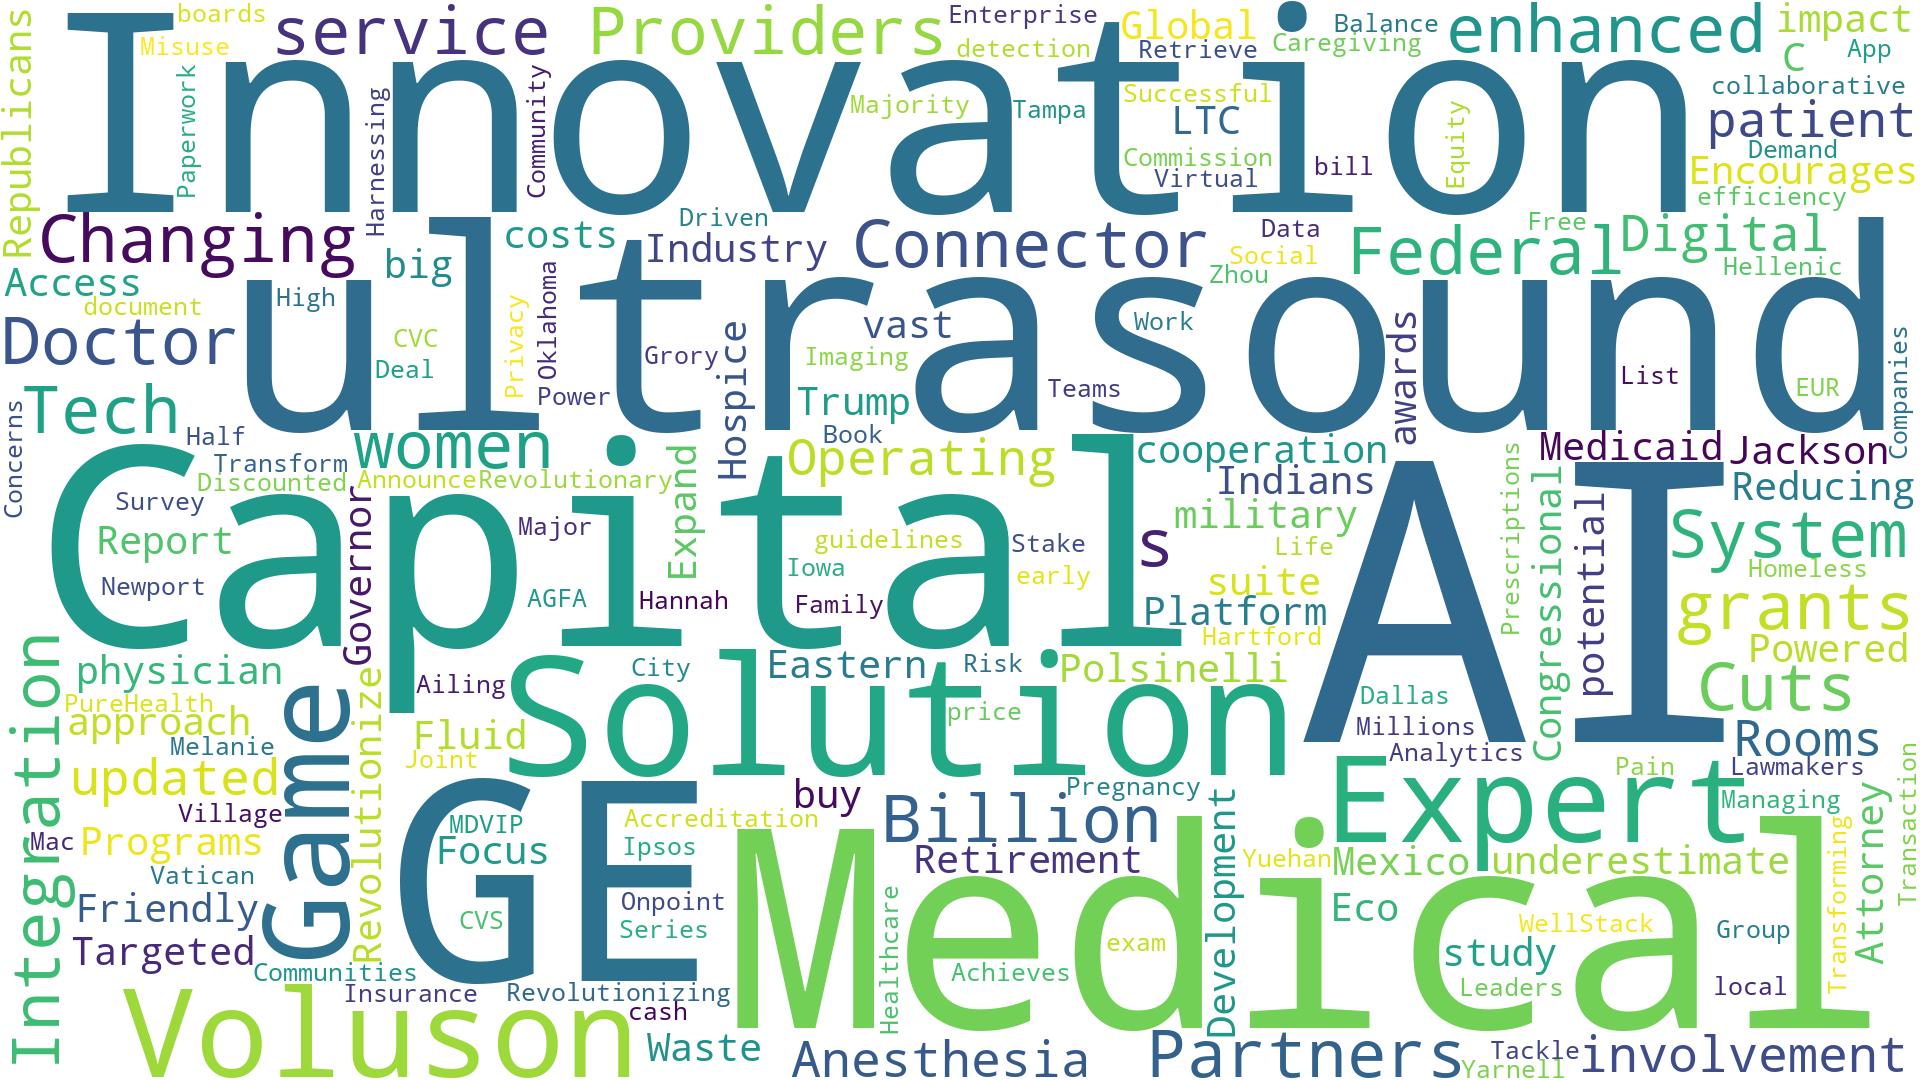 Innovation
ultrasound
Capital
AI
Solution
GE
Medical
Voluson
Expert
Game
Integration
Republicans
boards
Misuse
service
Providers
Enterprise
detection
Global
Retrieve
Balance
Caregiving
enhanced
impact
C
App
collaborative
Paperwork
Harnessing
Community
Majority
Tampa
Successful
LTC
Commission
Virtual
bill
Equity
patient
Demand
Encourages
efficiency
Changing
Access
document
big
costs
Driven
Industry
Connector
Data
Social
Zhou
Federal
Free
Digital
Hellenic
Doctor
High
CVC
Deal
Privacy
Oklahoma
Power
Grory
Hospice
vast
Imaging
Trump
Book
Work
Teams
awards
List
EUR
Companies
Tech
Concerns
Half
Transform
Discounted
women
Announce
Revolutionary
Operating
cooperation
Indians
Medicaid
Jackson
Reducing
Survey
Report
Newport
Governor
Major
AGFA
Expand
Hannah
guidelines
Iowa
Family
Stake
early
s
military
Life
suite
Platform
Hartford
Prescriptions
Congressional
potential
System
Homeless
grants
Powered
physician
PureHealth
approach
Melanie
updated
Village
Mac
Programs
Vatican
Friendly
Targeted
Communities
Insurance
Revolutionize
Ailing
Fluid
Joint
City
Eastern
Risk
price
Polsinelli
Dallas
Millions
Analytics
Cuts
Rooms
Pain
Lawmakers
Managing
MDVIP
Focus
CVS
Accreditation
Ipsos
Onpoint
Series
Revolutionizing
cash
Waste
buy
Billion
Pregnancy
Retirement
Development
Yuehan
Mexico
underestimate
Eco
WellStack
study
Leaders
Group
local
Transforming
Attorney
Transaction
Healthcare
Achieves
exam
Anesthesia
Partners
Tackle
Yarnell
involvement